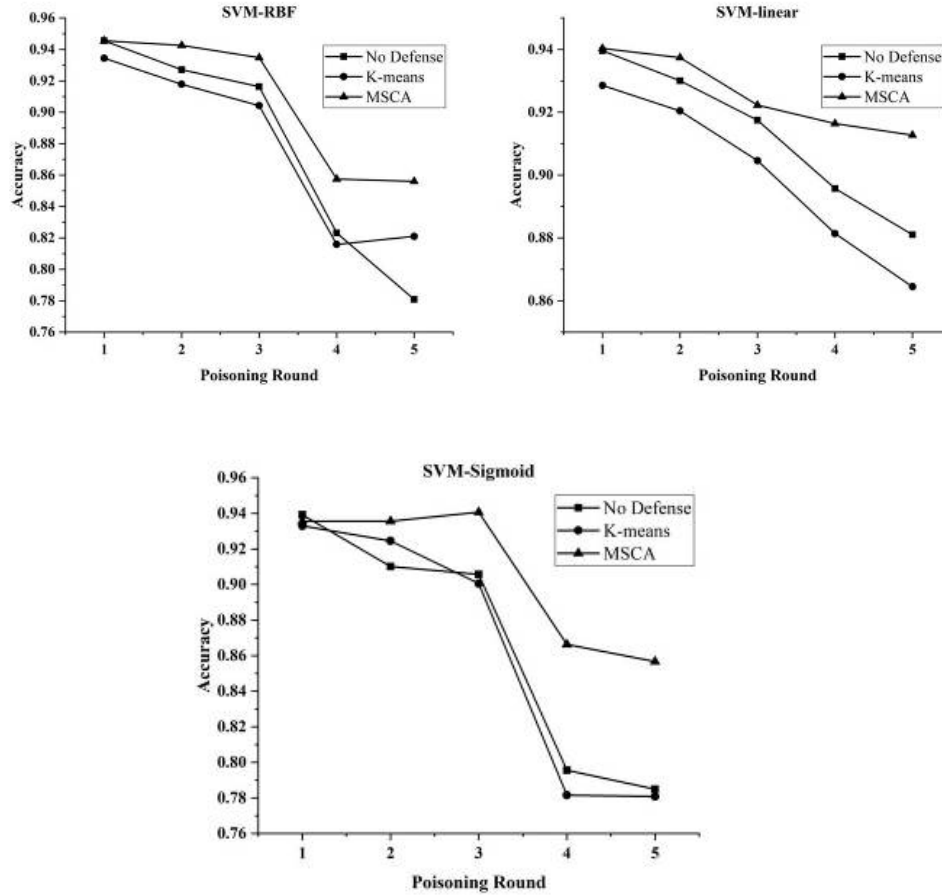 SVM-RBF
0.96
0.94
0.92
0.90
0.88
0.86
0.84
0.82
0.80
0.78
0.76
Accuracy
No Defense
K-means
MSCA
1 2 3 4 5
Poisoning Round
SVM-linear
0.94
0.92
0.90
0.88
0.86
Accuracy
No Defense
K-means
MSCA
1 2 3 4 5
Poisoning Round
SVM-Sigmoid
0.96
0.94
0.92
0.90
0.88
0.86
0.84
0.82
0.80
0.78
0.76
Accuracy
No Defense
K-means
MSCA
1 2 3 4 5
Poisoning Round